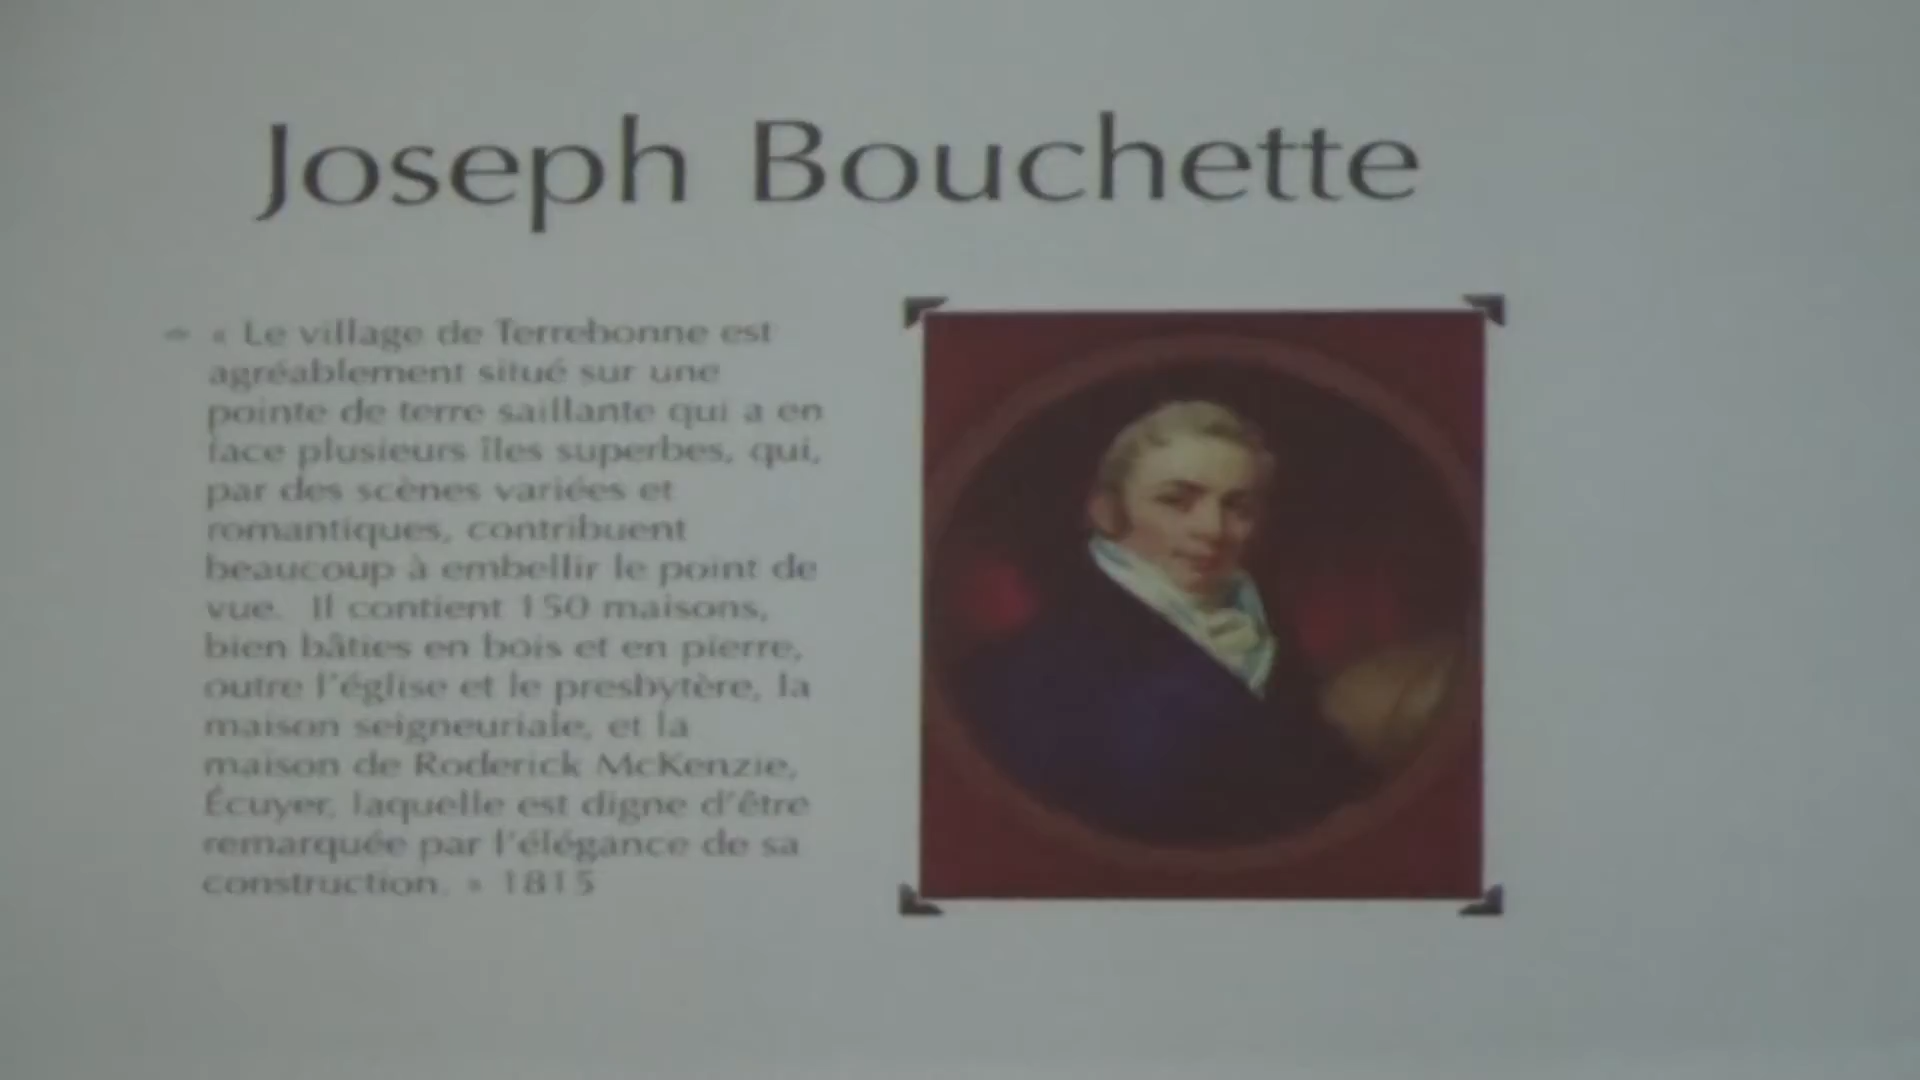 Joseph Bouchette
« Le village de Terrebonne est
agréablement situé sur une
pointe de terre saillante qui a en
face plusieurs îles superbes, qui,
par des scènes variées et
romantiques, contribuent
beaucoup à embellir le point de
vue. Il contient 150 maisons,
bien bâties en bois et en pierre,
outre l'église et le presbytère, la
maison seigneuriale, et la
maison de Roderick McKenzie,
Écuyer, laquelle est digne d'être
remarquée par l'élégance de sa
construction. » 1815